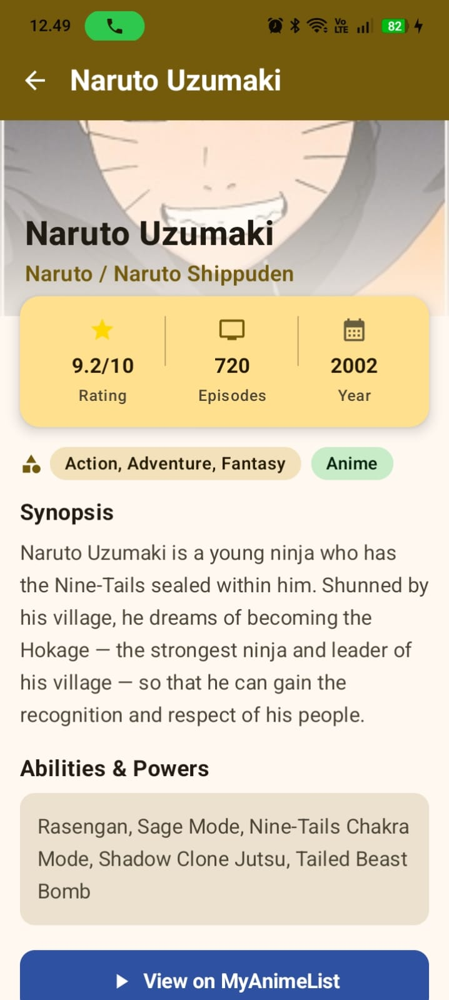 12.49
Vo
LTE
82
Naruto Uzumaki
Naruto Uzumaki
Naruto / Naruto Shippuden
9.2/10
720
2002
Rating
Episodes
Year
Action, Adventure, Fantasy
Anime
Synopsis
Naruto Uzumaki is a young ninja who has
the Nine-Tails sealed within him. Shunned by
his village, he dreams of becoming the
Hokage — the strongest ninja and leader of
his village — so that he can gain the
recognition and respect of his people.
Abilities & Powers
Rasengan, Sage Mode, Nine-Tails Chakra
Mode, Shadow Clone Jutsu, Tailed Beast
Bomb
View on MyAnimeList